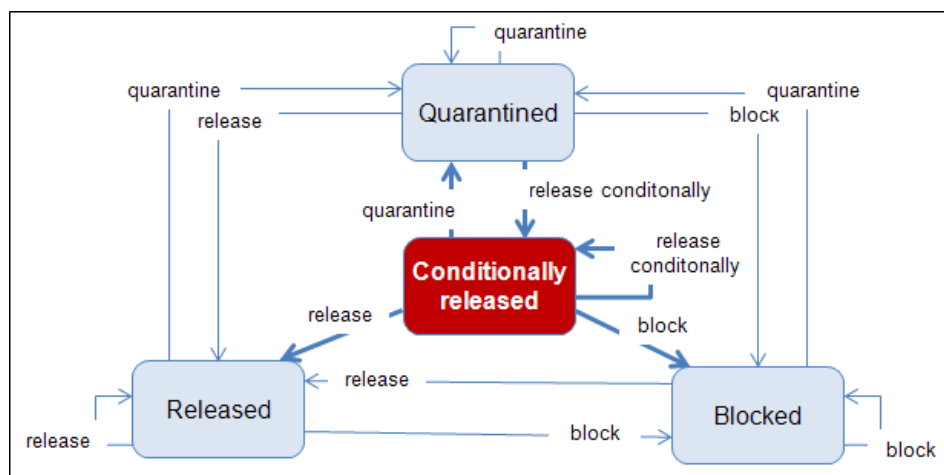 quarantine
quarantine
quarantine
Quarantined
release
block
release conditonally
quarantine
release
conditonally
Conditionally
released
release
block
release
Released
Blocked
release
block
block